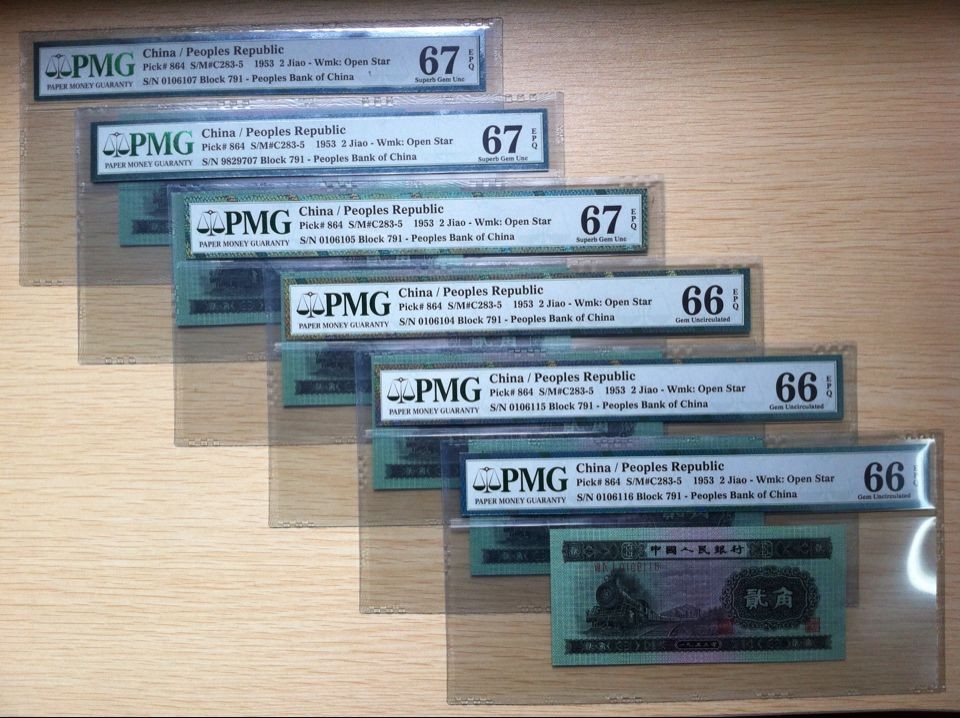 PMG
PAPER MONEY GUARANTY
China / Peoples Republic
Pick# 864 S/M#C283-5 1953 2 Jiao - Wmk: Open Star
S/N 0106107 Block 791 - Peoples Bank of China
67
EPQ
Superb Gem Unc
PMG
PAPER MONEY GUARANTY
China / Peoples Republic
Pick# 864 S/M#C283-5 1953 2 Jiao - Wmk: Open Star
S/N 9829707 Block 791 - Peoples Bank of China
67
EPQ
Superb Gem Unc
PMG
PAPER MONEY GUARANTY
China / Peoples Republic
Pick# 864 S/M#C283-5 1953 2 Jiao - Wmk: Open Star
S/N 0106105 Block 791 - Peoples Bank of China
67
EPQ
Superb Gem Unc
PMG
PAPER MONEY GUARANTY
China / Peoples Republic
Pick# 864 S/M#C283-5 1953 2 Jiao - Wmk: Open Star
S/N 0106104 Block 791 - Peoples Bank of China
66
EPQ
Gem Uncirculated
PMG
PAPER MONEY GUARANTY
China / Peoples Republic
Pick# 864 S/M#C283-5 1953 2 Jiao - Wmk: Open Star
S/N 0106115 Block 791 - Peoples Bank of China
66
EPQ
Gem Uncirculated
PMG
PAPER MONEY GUARANTY
China / Peoples Republic
Pick# 864 S/M#C283-5 1953 2 Jiao - Wmk: Open Star
S/N 0106116 Block 791 - Peoples Bank of China
66
EPQ
Gem Uncirculated
中國人民銀行
0106116
貳角